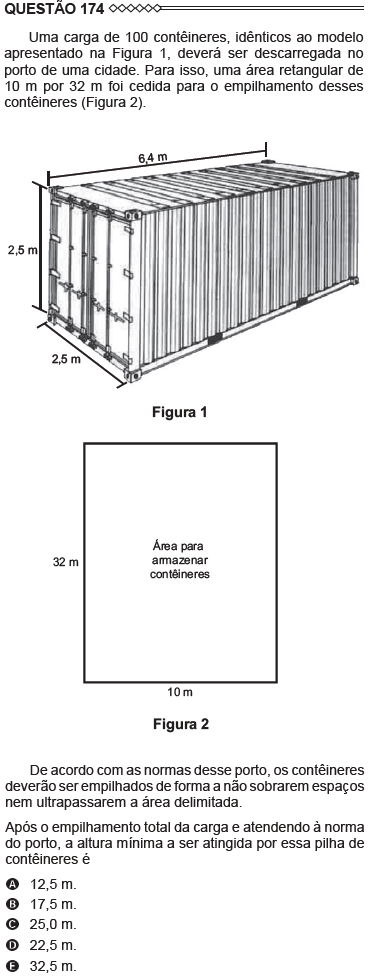 QUESTÃO 174
Uma carga de 100 contêineres, idênticos ao modelo
apresentado na Figura 1, deverá ser descarregada no
porto de uma cidade. Para isso, uma área retangular de
10 m por 32 m foi cedida para o empilhamento desses
contêineres (Figura 2).
6,4 m
2,5 m
2,5 m
Figura 1
Área para
armazenar
contêineres
32 m
10 m
Figura 2
De acordo com as normas desse porto, os contêineres
deverão ser empilhados de forma a não sobrarem espaços
nem ultrapassarem a área delimitada.
Após o empilhamento total da carga e atendendo à norma
do porto, a altura mínima a ser atingida por essa pilha de
contêineres é
A 12,5 m.
B 17,5 m.
C 25,0 m.
D 22,5 m.
E 32,5 m.